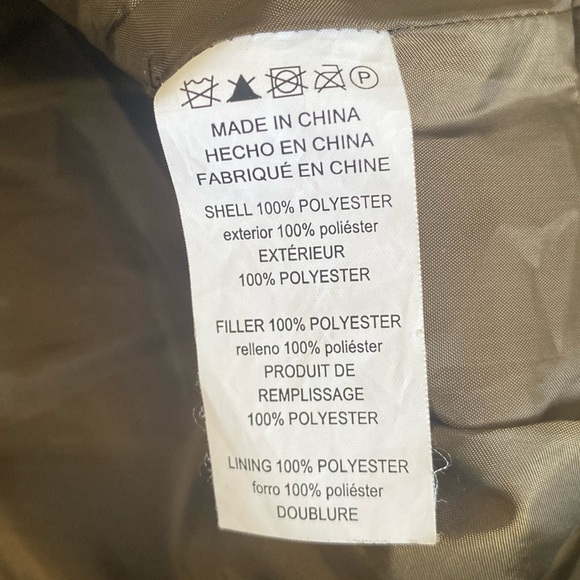 P
MADE IN CHINA
HECHO EN CHINA
FABRIQUÉ EN CHINE
SHELL 100% POLYESTER
exterior 100% poliéster
EXTÉRIEUR
100% POLYESTER
FILLER 100% POLYESTER
relleno 100% poliéster
PRODUIT DE
REMPLISSAGE
100% POLYESTER
LINING 100% POLYESTER
forro 100% poliéster
DOUBLURE